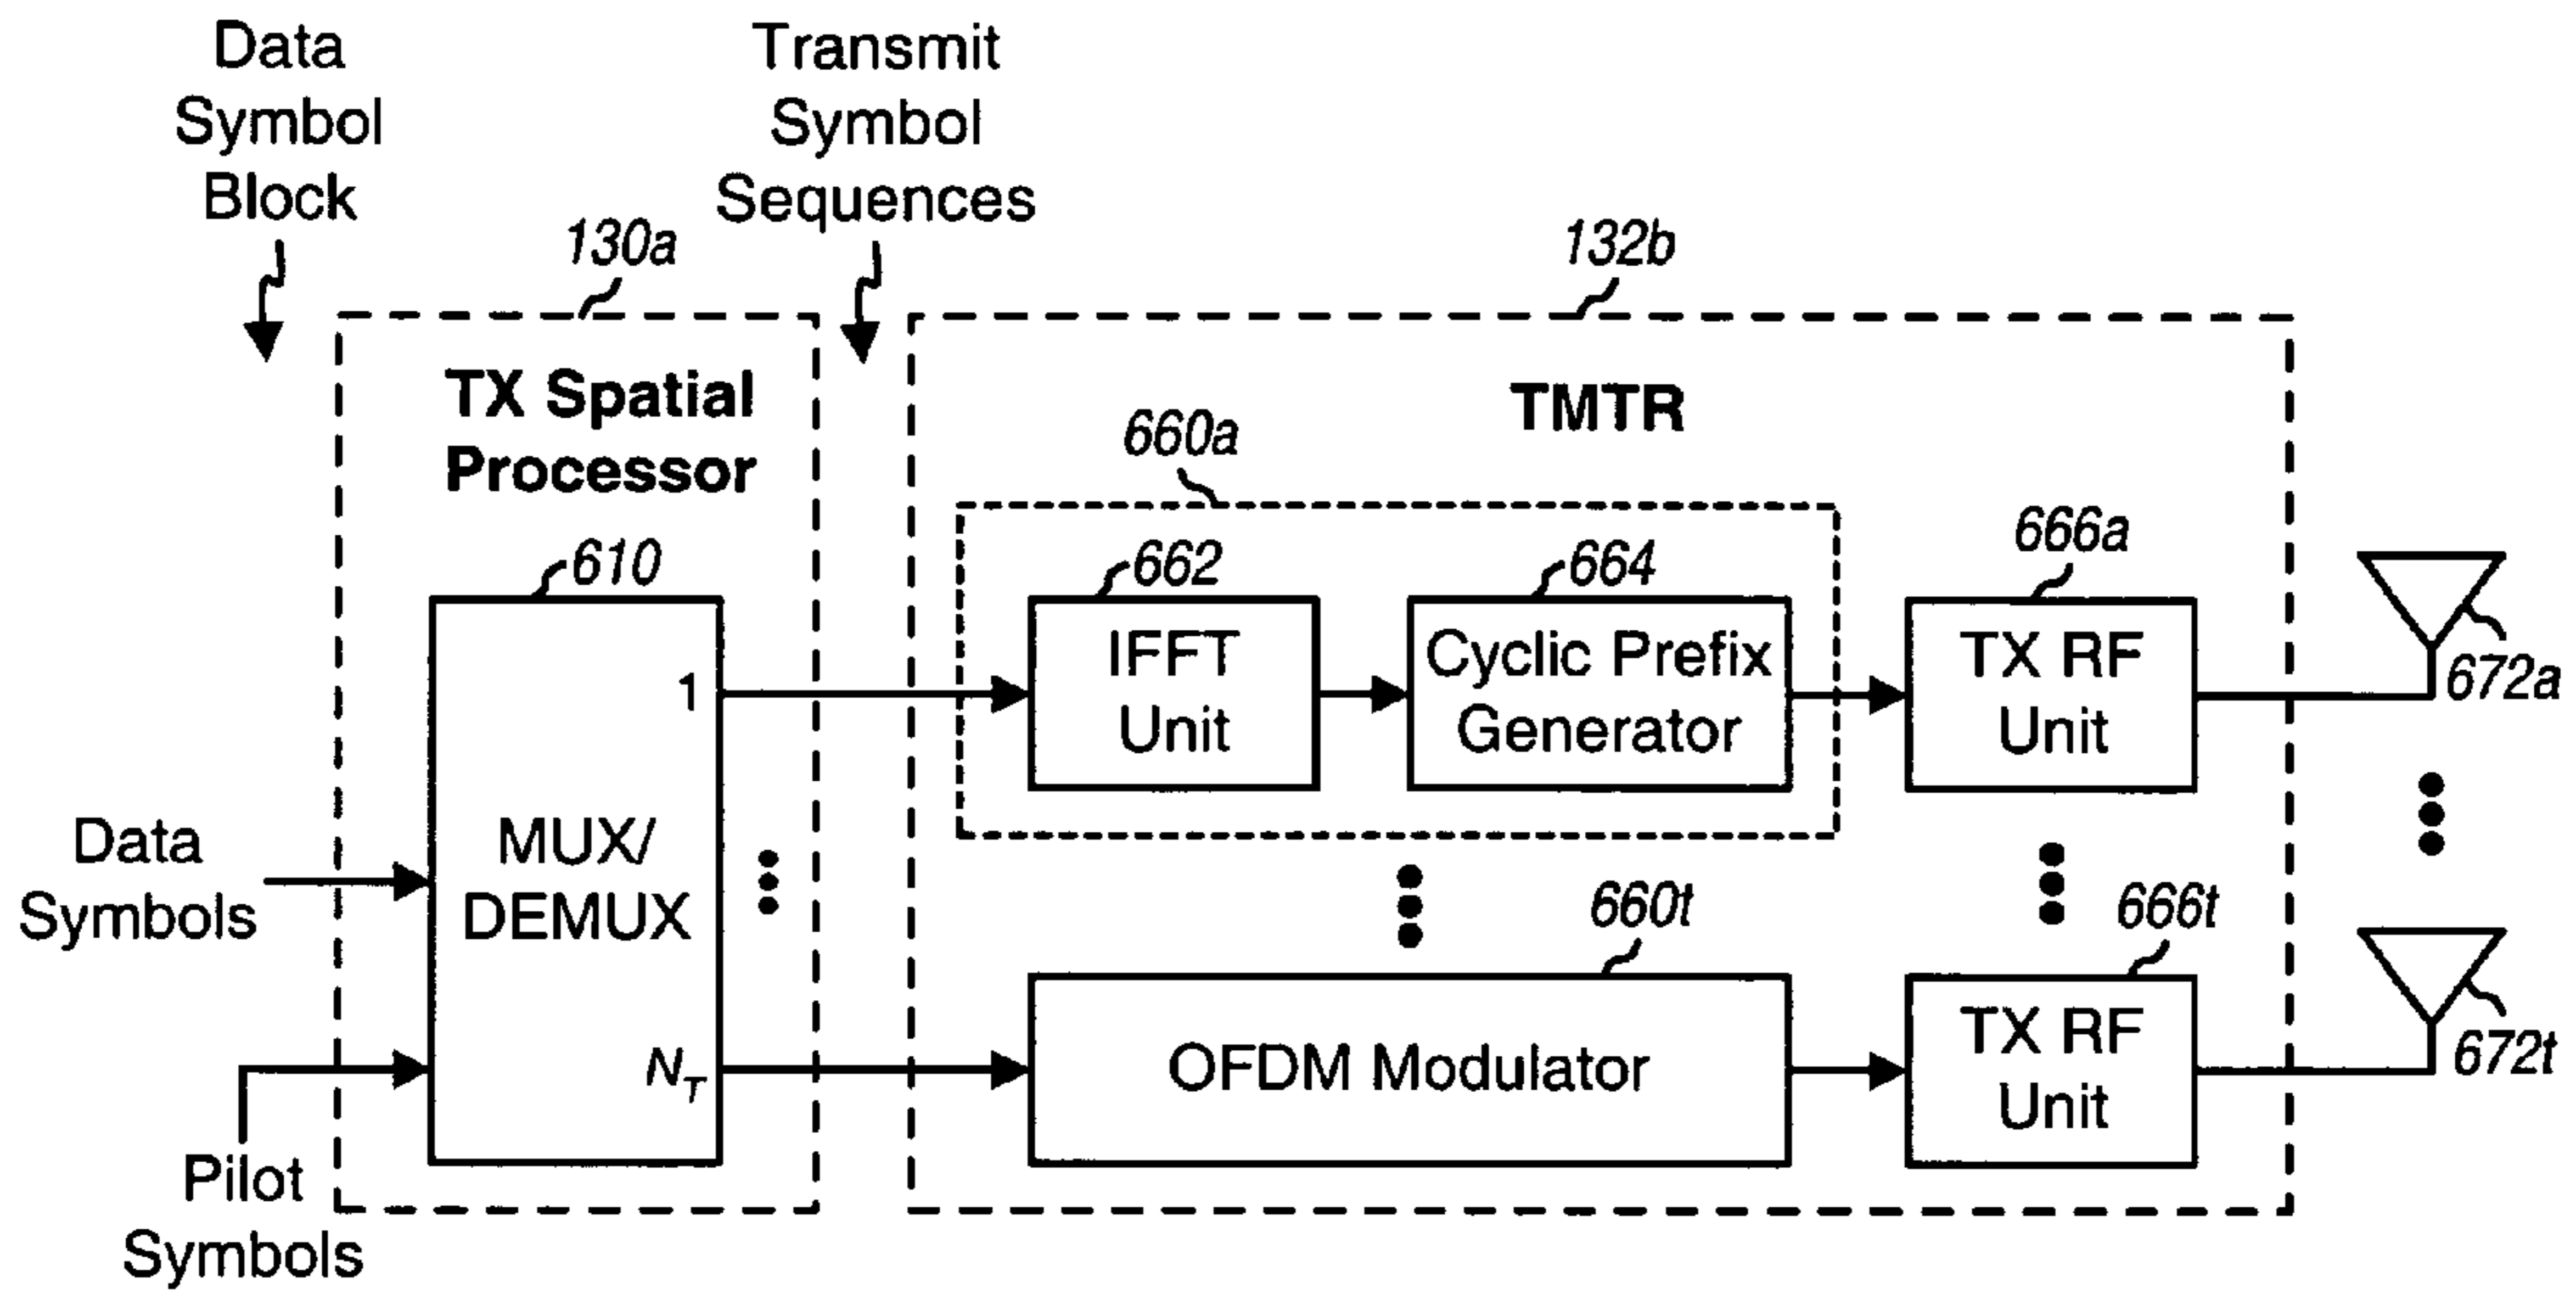 Data
Symbol
Block
Transmit
Symbol
Sequences
130a
132b
TX Spatial
Processor
TMTR
660a
610
662
664
666a
1
IFFT
Unit
Cyclic Prefix
Generator
TX RF
Unit
672a
Data
Symbols
MUX/
DEMUX
660t
666t
N_T
OFDM Modulator
TX RF
Unit
672t
Pilot
Symbols